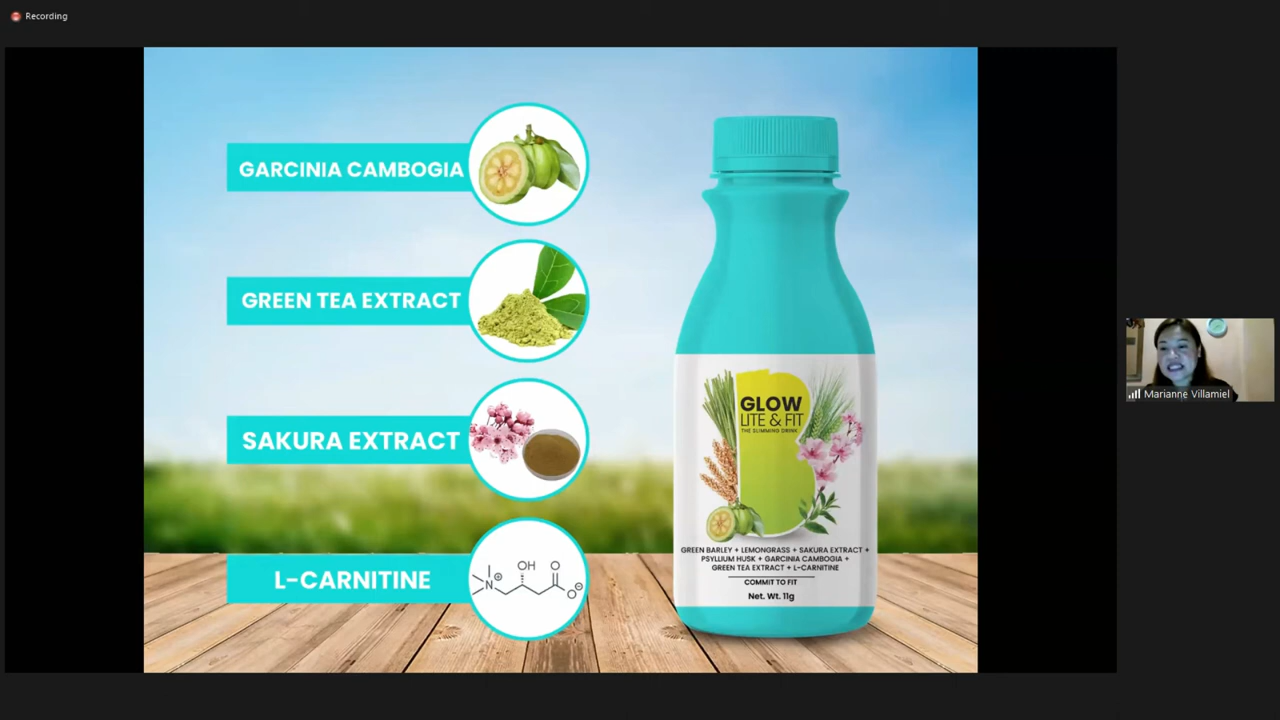 Recording
GARCINIA CAMBOGIA
GREEN TEA EXTRACT
SAKURA EXTRACT
L-CARNITINE
OH
O
N
O
GLOW
LITE & FIT
THE SLIMMING DRINK
GREEN BARLEY + LEMONGRASS + SAKURA EXTRACT +
PSYLLIUM HUSK + GARCINIA CAMBOGIA +
GREEN TEA EXTRACT + L-CARNITINE
COMMIT TO FIT
Net. Wt. 11g
Marianne Villamiel